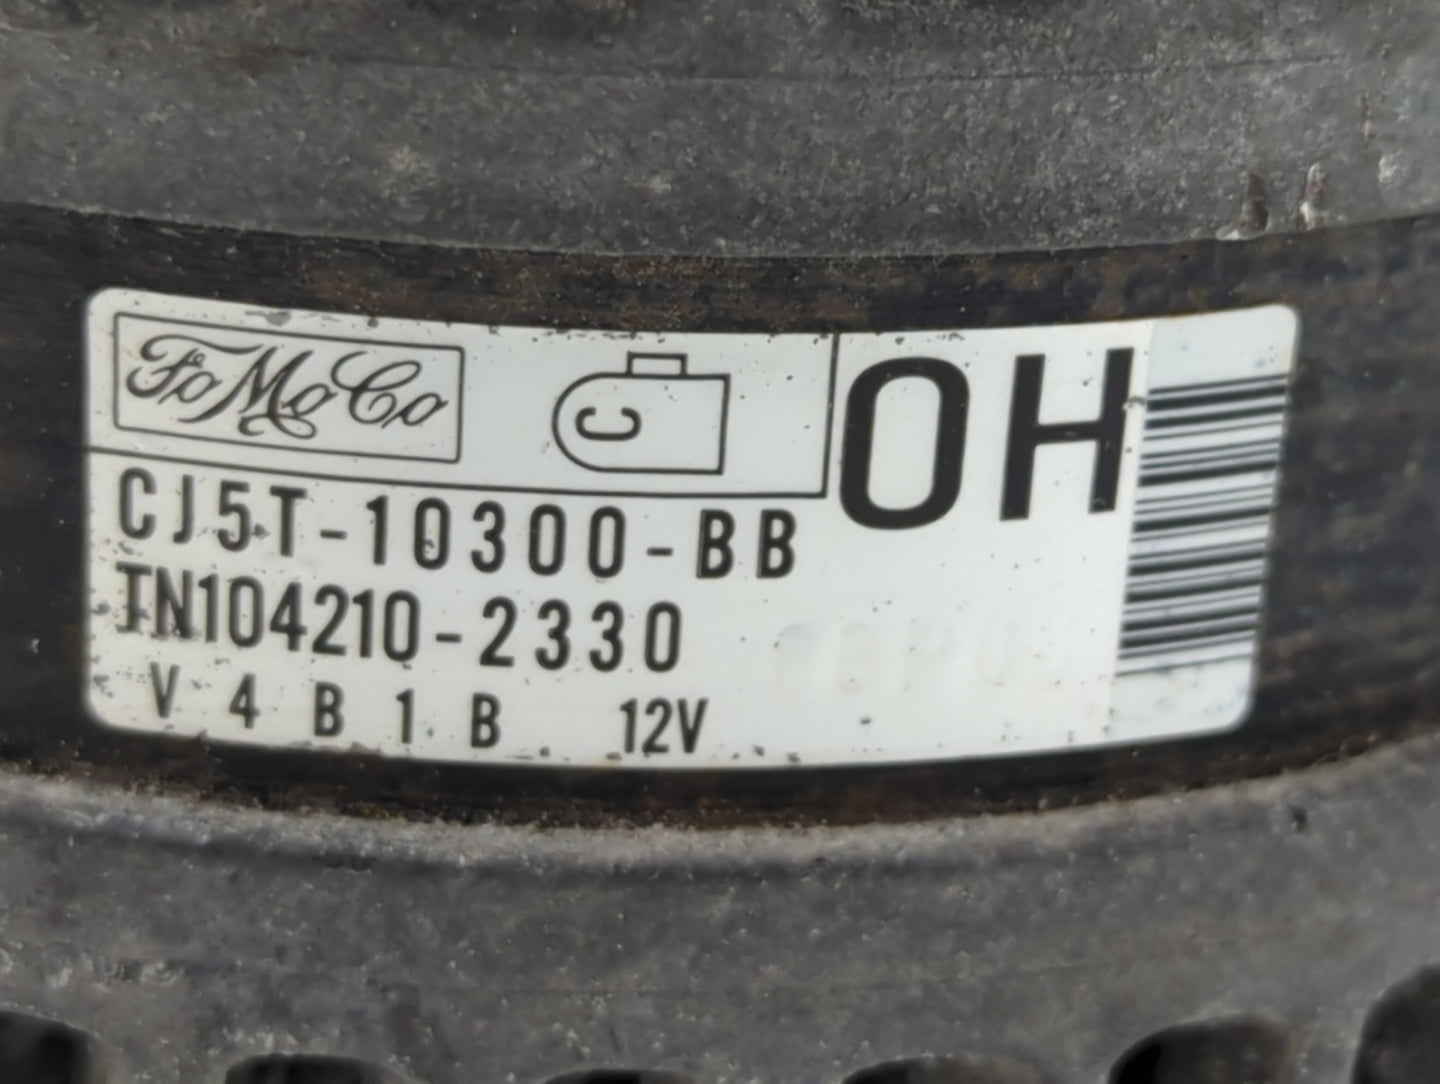 FoMoCo
C
OH
CJ5T-10300-BB
TN104210-2330
V 4 B 1 B 12V